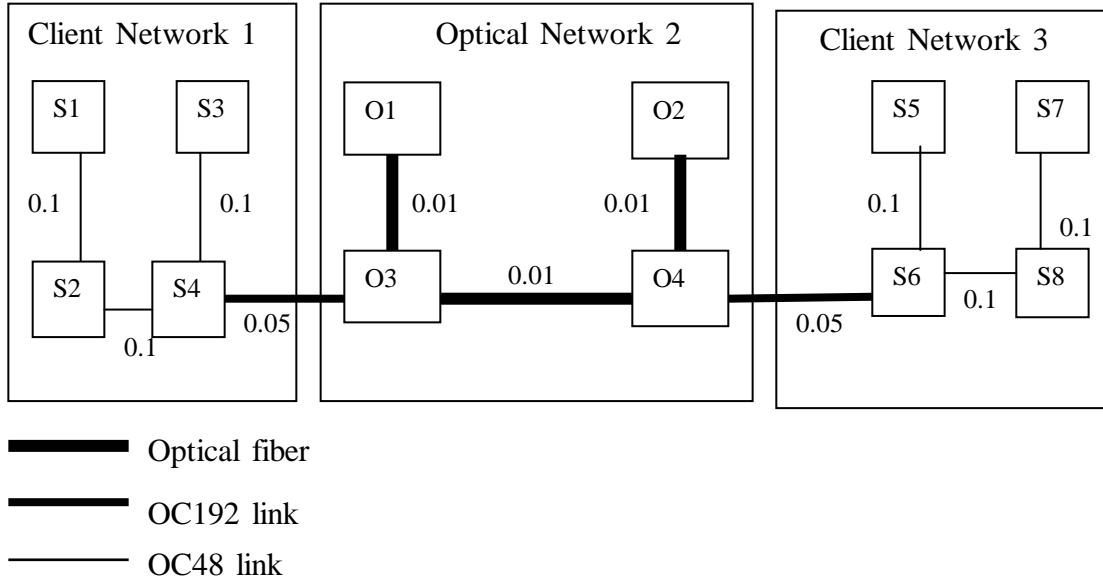 Client Network 1
Optical Network 2
Client Network 3
S1
S3
O1
O2
S5
S7
0.1
0.1
0.01
0.01
0.1
0.1
S2
S4
O3
0.01
O4
S6
S8
0.1
0.05
0.05
0.1
Optical fiber
OC192 link
OC48 link